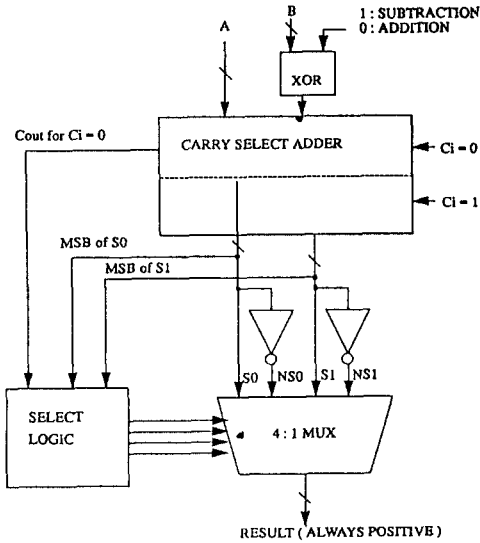 A
B
1 : SUBTRACTION
0 : ADDITION
XOR
Cout for Ci = 0
CARRY SELECT ADDER
Ci = 0
Ci = 1
MSB of S0
MSB of S1
S0
NS0
S1
NS1
SELECT
LOGIC
4 : 1 MUX
RESULT ( ALWAYS POSITIVE )